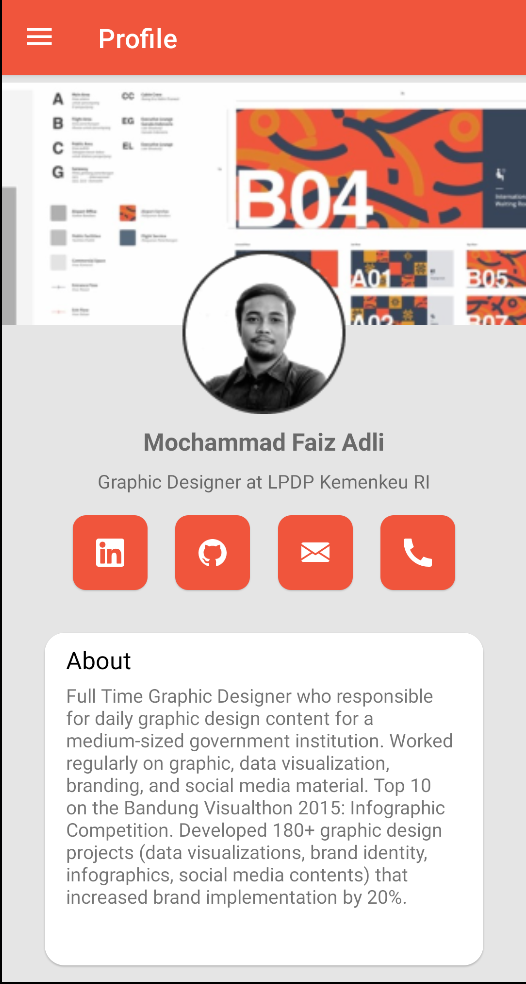 Profile
A
B
C
G
CC
EG
EL
B04
A01
A02
B05
B07
Mochammad Faiz Adli
Graphic Designer at LPDP Kemenkeu RI
in
About
Full Time Graphic Designer who responsible
for daily graphic design content for a
medium-sized government institution. Worked
regularly on graphic, data visualization,
branding, and social media material. Top 10
on the Bandung Visualthon 2015: Infographic
Competition. Developed 180+ graphic design
projects (data visualizations, brand identity,
infographics, social media contents) that
increased brand implementation by 20%.